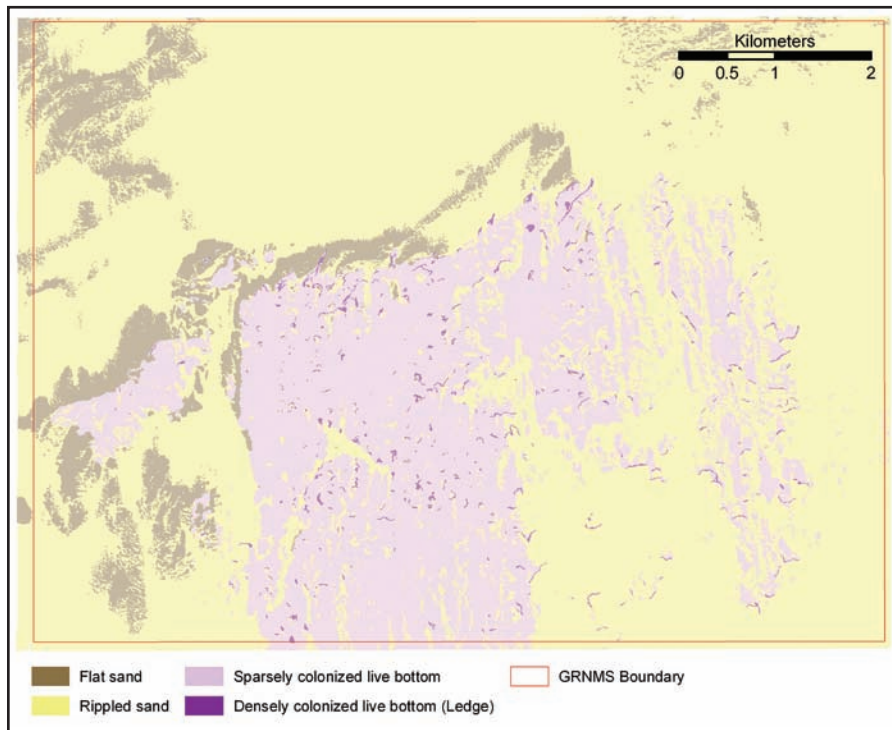 Kilometers
0 0.5 1 2
Flat sand
Sparsely colonized live bottom
GRNMS Boundary
Rippled sand
Densely colonized live bottom (Ledge)